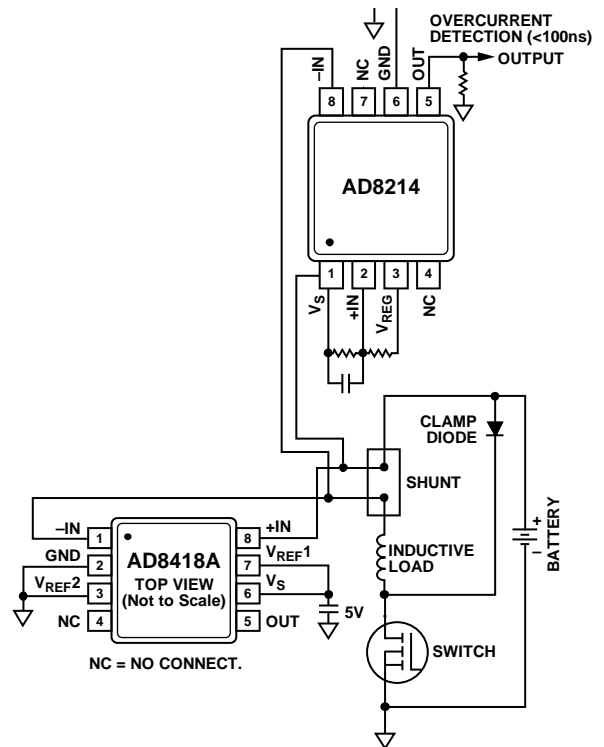 OVERCURRENT
DETECTION (<100ns)
OUTPUT
–IN
NC
GND
OUT
8
7
6
5
AD8214
1
2
3
4
VS
+IN
VREG
NC
CLAMP
DIODE
SHUNT
INDUCTIVE
LOAD
+
–
BATTERY
SWITCH
–IN
GND
VREF2
NC
1
2
3
4
AD8418A
TOP VIEW
(Not to Scale)
8
7
6
5
+IN
VREF1
VS
OUT
5V
NC = NO CONNECT.